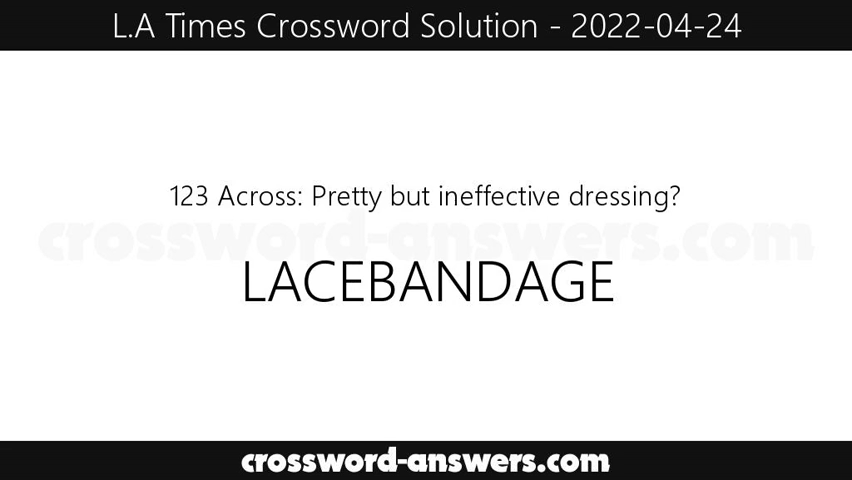 L.A Times Crossword Solution - 2022-04-24
123 Across: Pretty but ineffective dressing?
crossword-answers.com
LACEBANDAGE
crossword-answers.com